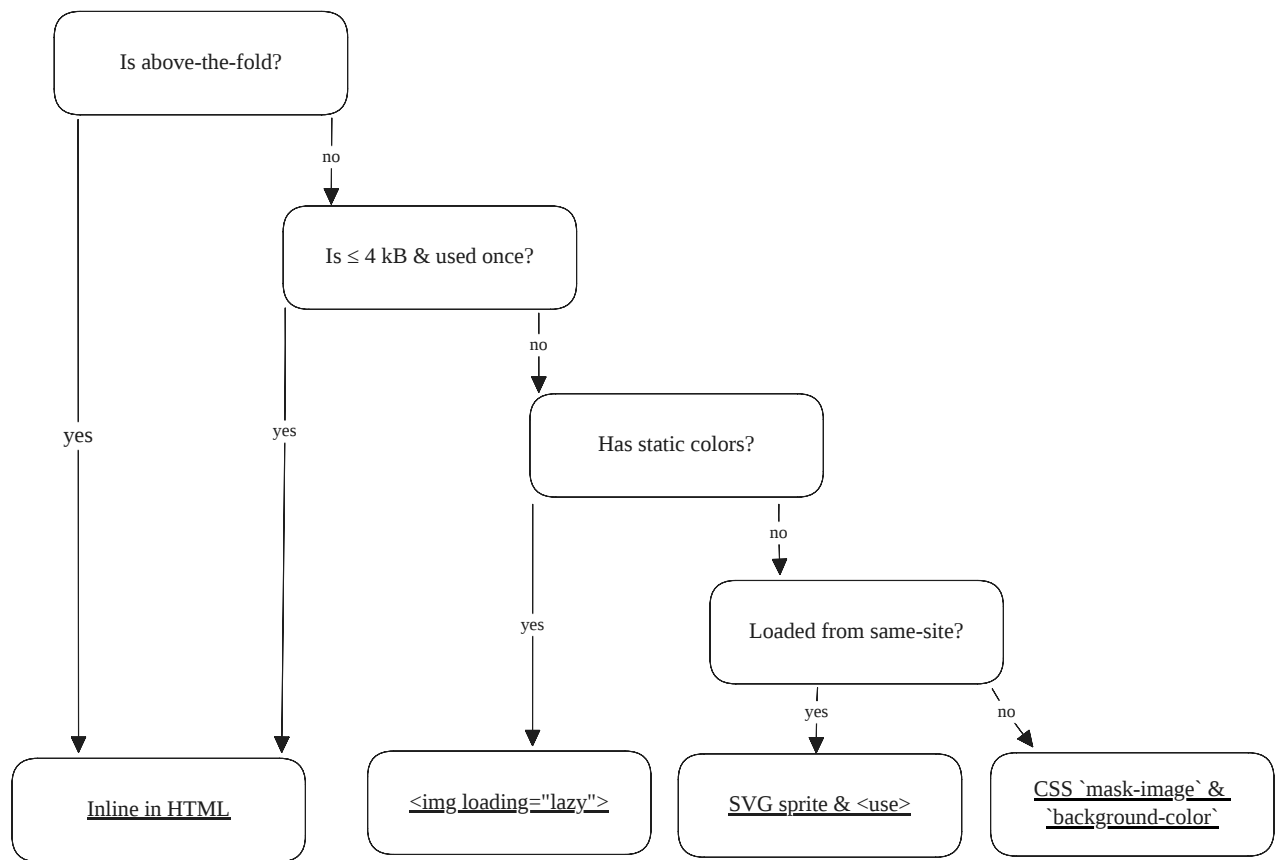 Is above-the-fold?
no
Is ≤ 4 kB & used once?
no
yes
yes
Has static colors?
no
yes
Loaded from same-site?
yes
no
Inline in HTML
<img loading="lazy">
SVG sprite & <use>
CSS `mask-image` &
`background-color`